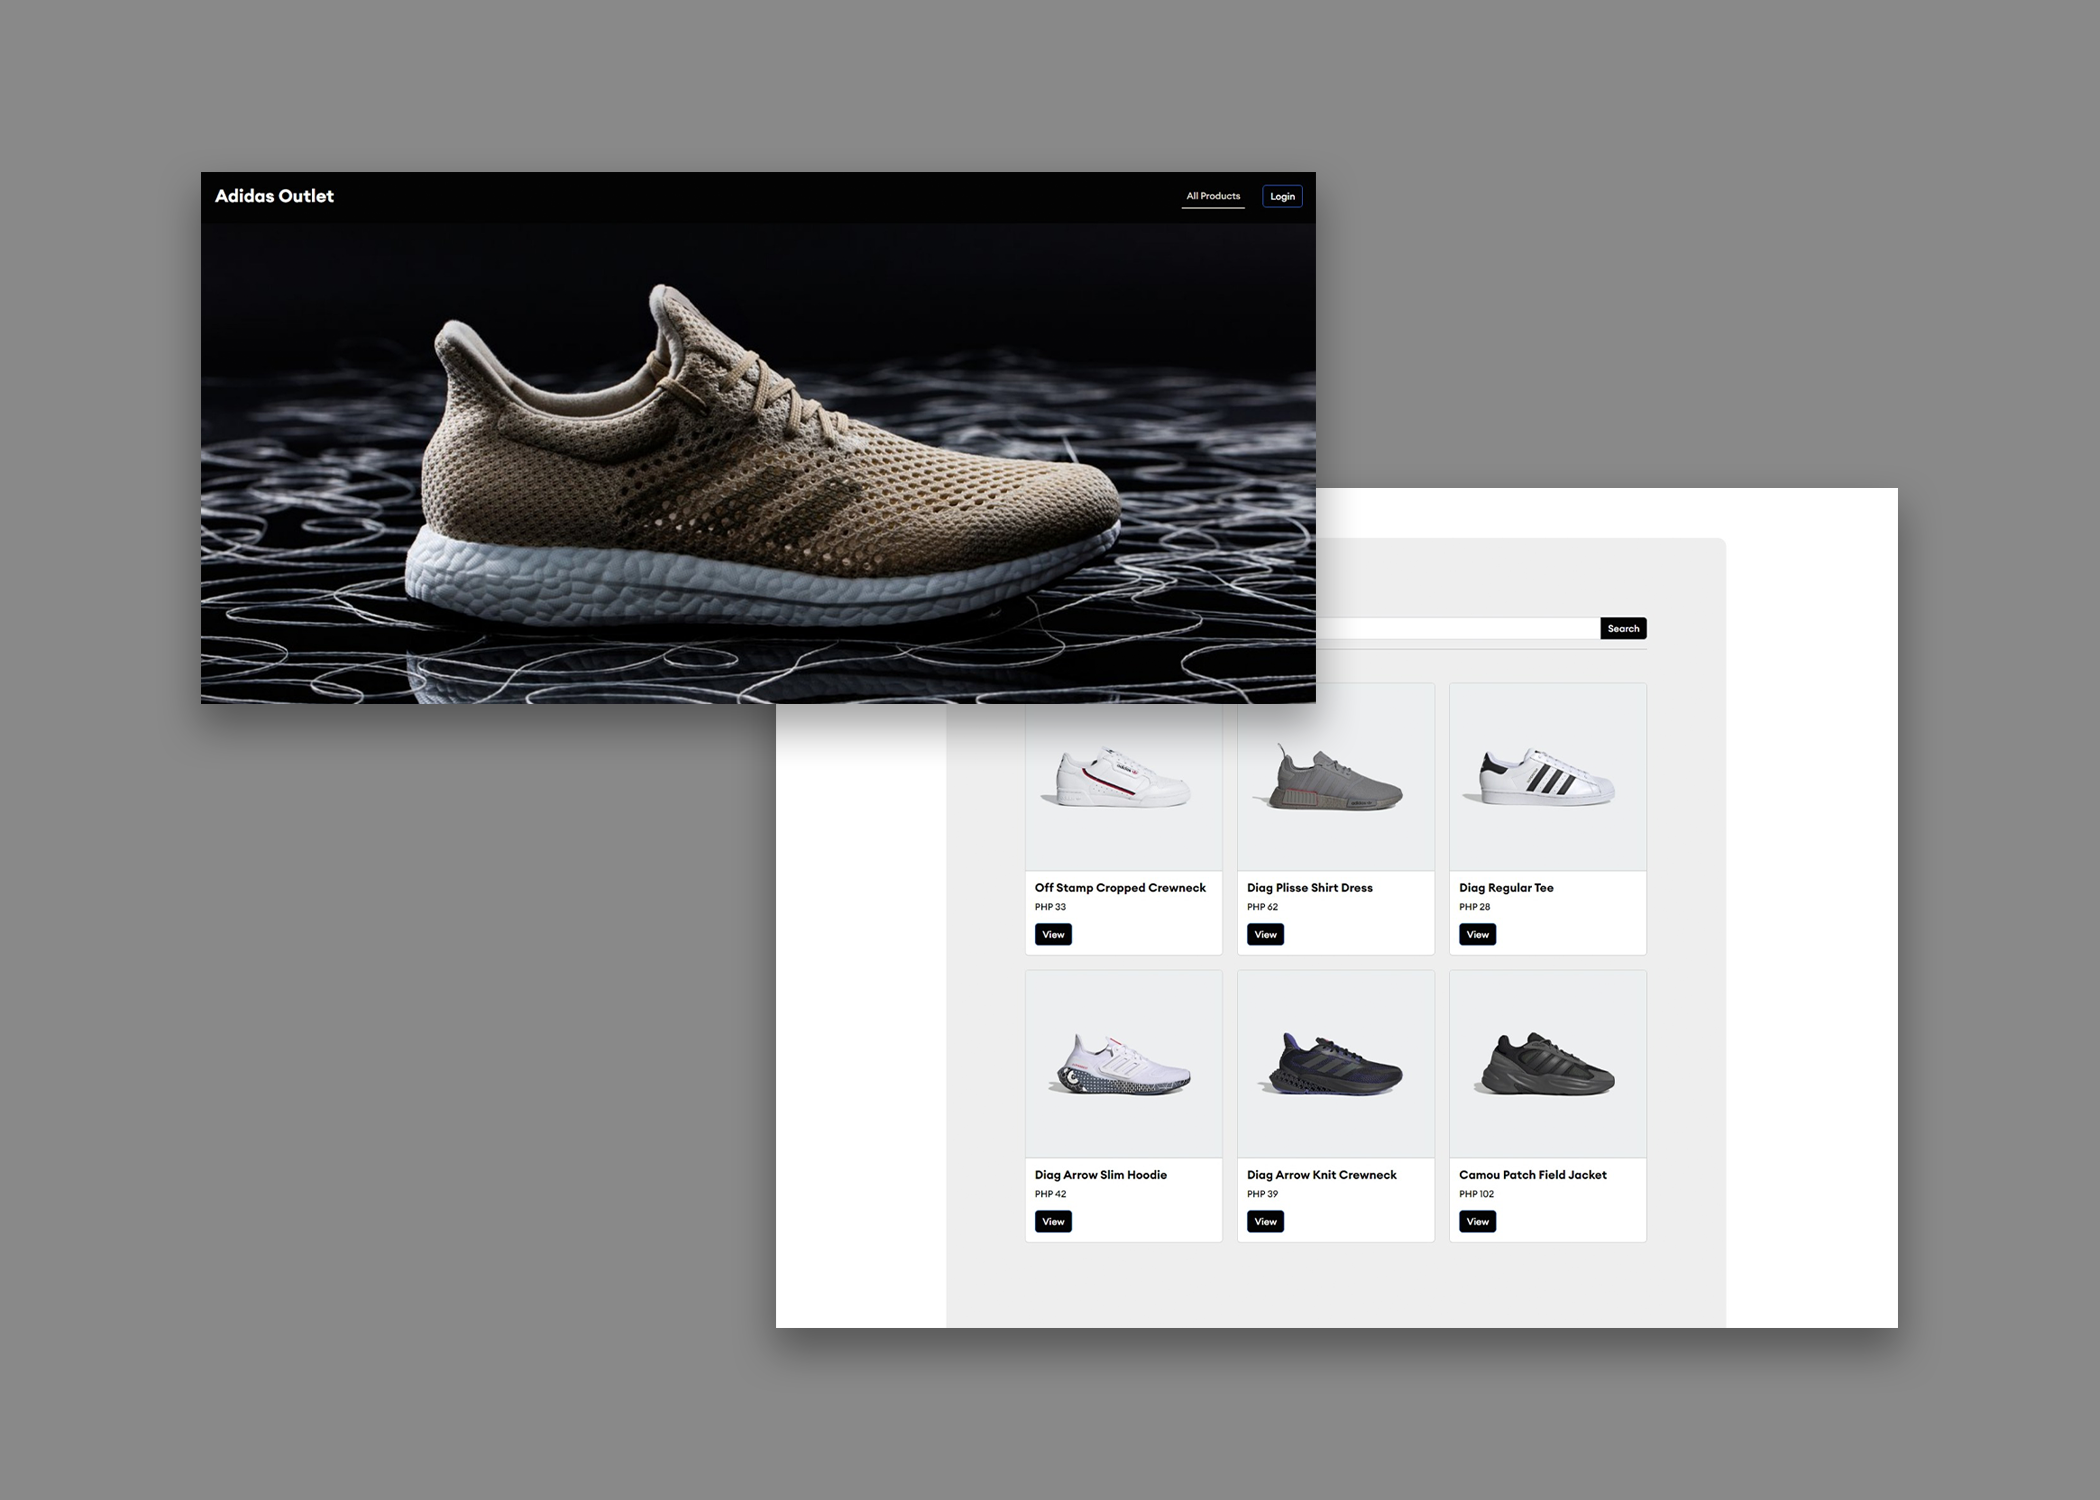 Adidas Outlet
All Products
Login
Search
Off Stamp Cropped Crewneck
PHP 33
View
Diag Plisse Shirt Dress
PHP 62
View
Diag Regular Tee
PHP 28
View
Diag Arrow Slim Hoodie
PHP 42
View
Diag Arrow Knit Crewneck
PHP 39
View
Camou Patch Field Jacket
PHP 102
View